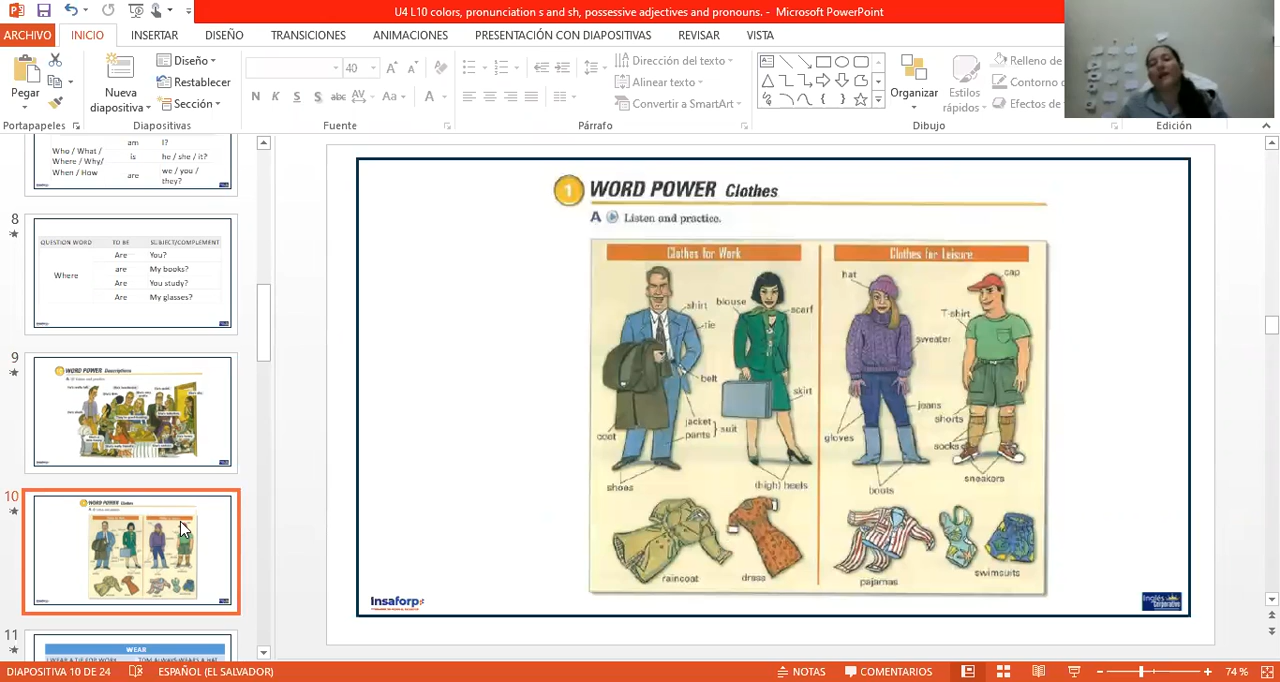 U4 L10 colors, pronunciation s and sh, possessive adjectives and pronouns. - Microsoft PowerPoint
ARCHIVO INICIO INSERTAR DISEÑO TRANSICIONES ANIMACIONES PRESENTACIÓN CON DIAPOSITIVAS REVISAR VISTA
Pegar
Nueva
diapositiva
Diseño
Restablecer
Sección
40
N K S S abc AV Aa A
Dirección del texto
Alinear texto
Convertir a SmartArt
Organizar
Estilos
rápidos
Relleno de
Contorno d
Efectos de
Portapapeles Diapositivas Fuente Párrafo Dibujo Edición
Who / What /
Where / Why/
When / How
am I?
is he / she / it?
are we / you /
they?
8
QUESTION WORD TO BE SUBJECT/COMPLEMENT
Where
Are You?
are My books?
Are You study?
Are My glasses?
9
WORD POWER Descriptions
10
WORD POWER Clothes
11
WEAR
1 WORD POWER Clothes
A Listen and practice.
Clothes for Work
Clothes for Leisure
shirt
blouse
scarf
tie
belt
skirt
jacket
pants
suit
coat
shoes
(high) heels
raincoat
dress
hat
cap
T-shirt
sweater
jeans
shorts
gloves
socks
boots
sneakers
pajamas
swimsuits
Insaforp
Inglés
Corporativo
DIAPOSITIVA 10 DE 24 ESPAÑOL (EL SALVADOR) NOTAS COMENTARIOS 74 %